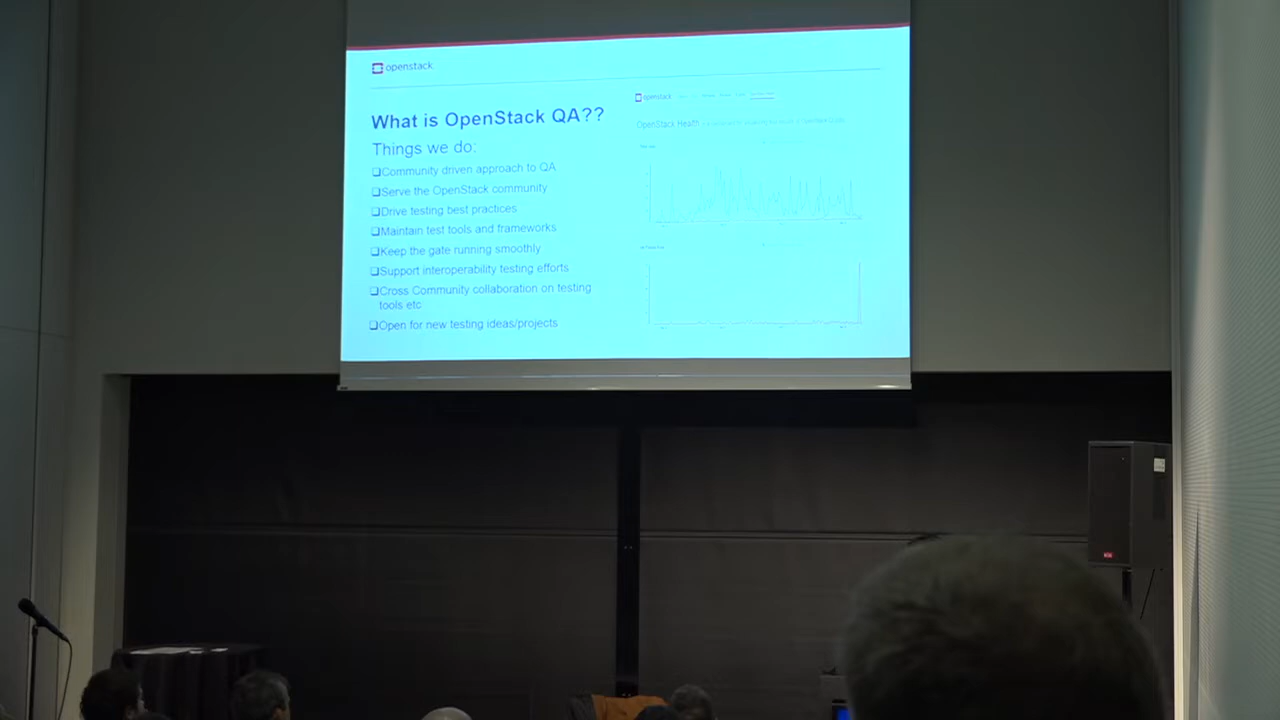 openstack
What is OpenStack QA??
Things we do:
❑Community driven approach to QA
❑Serve the OpenStack community
❑Drive testing best practices
❑Maintain test tools and frameworks
❑Keep the gate running smoothly
❑Support interoperability testing efforts
❑Cross Community collaboration on testing
tools etc
❑Open for new testing ideas/projects
openstack
OpenStack Health